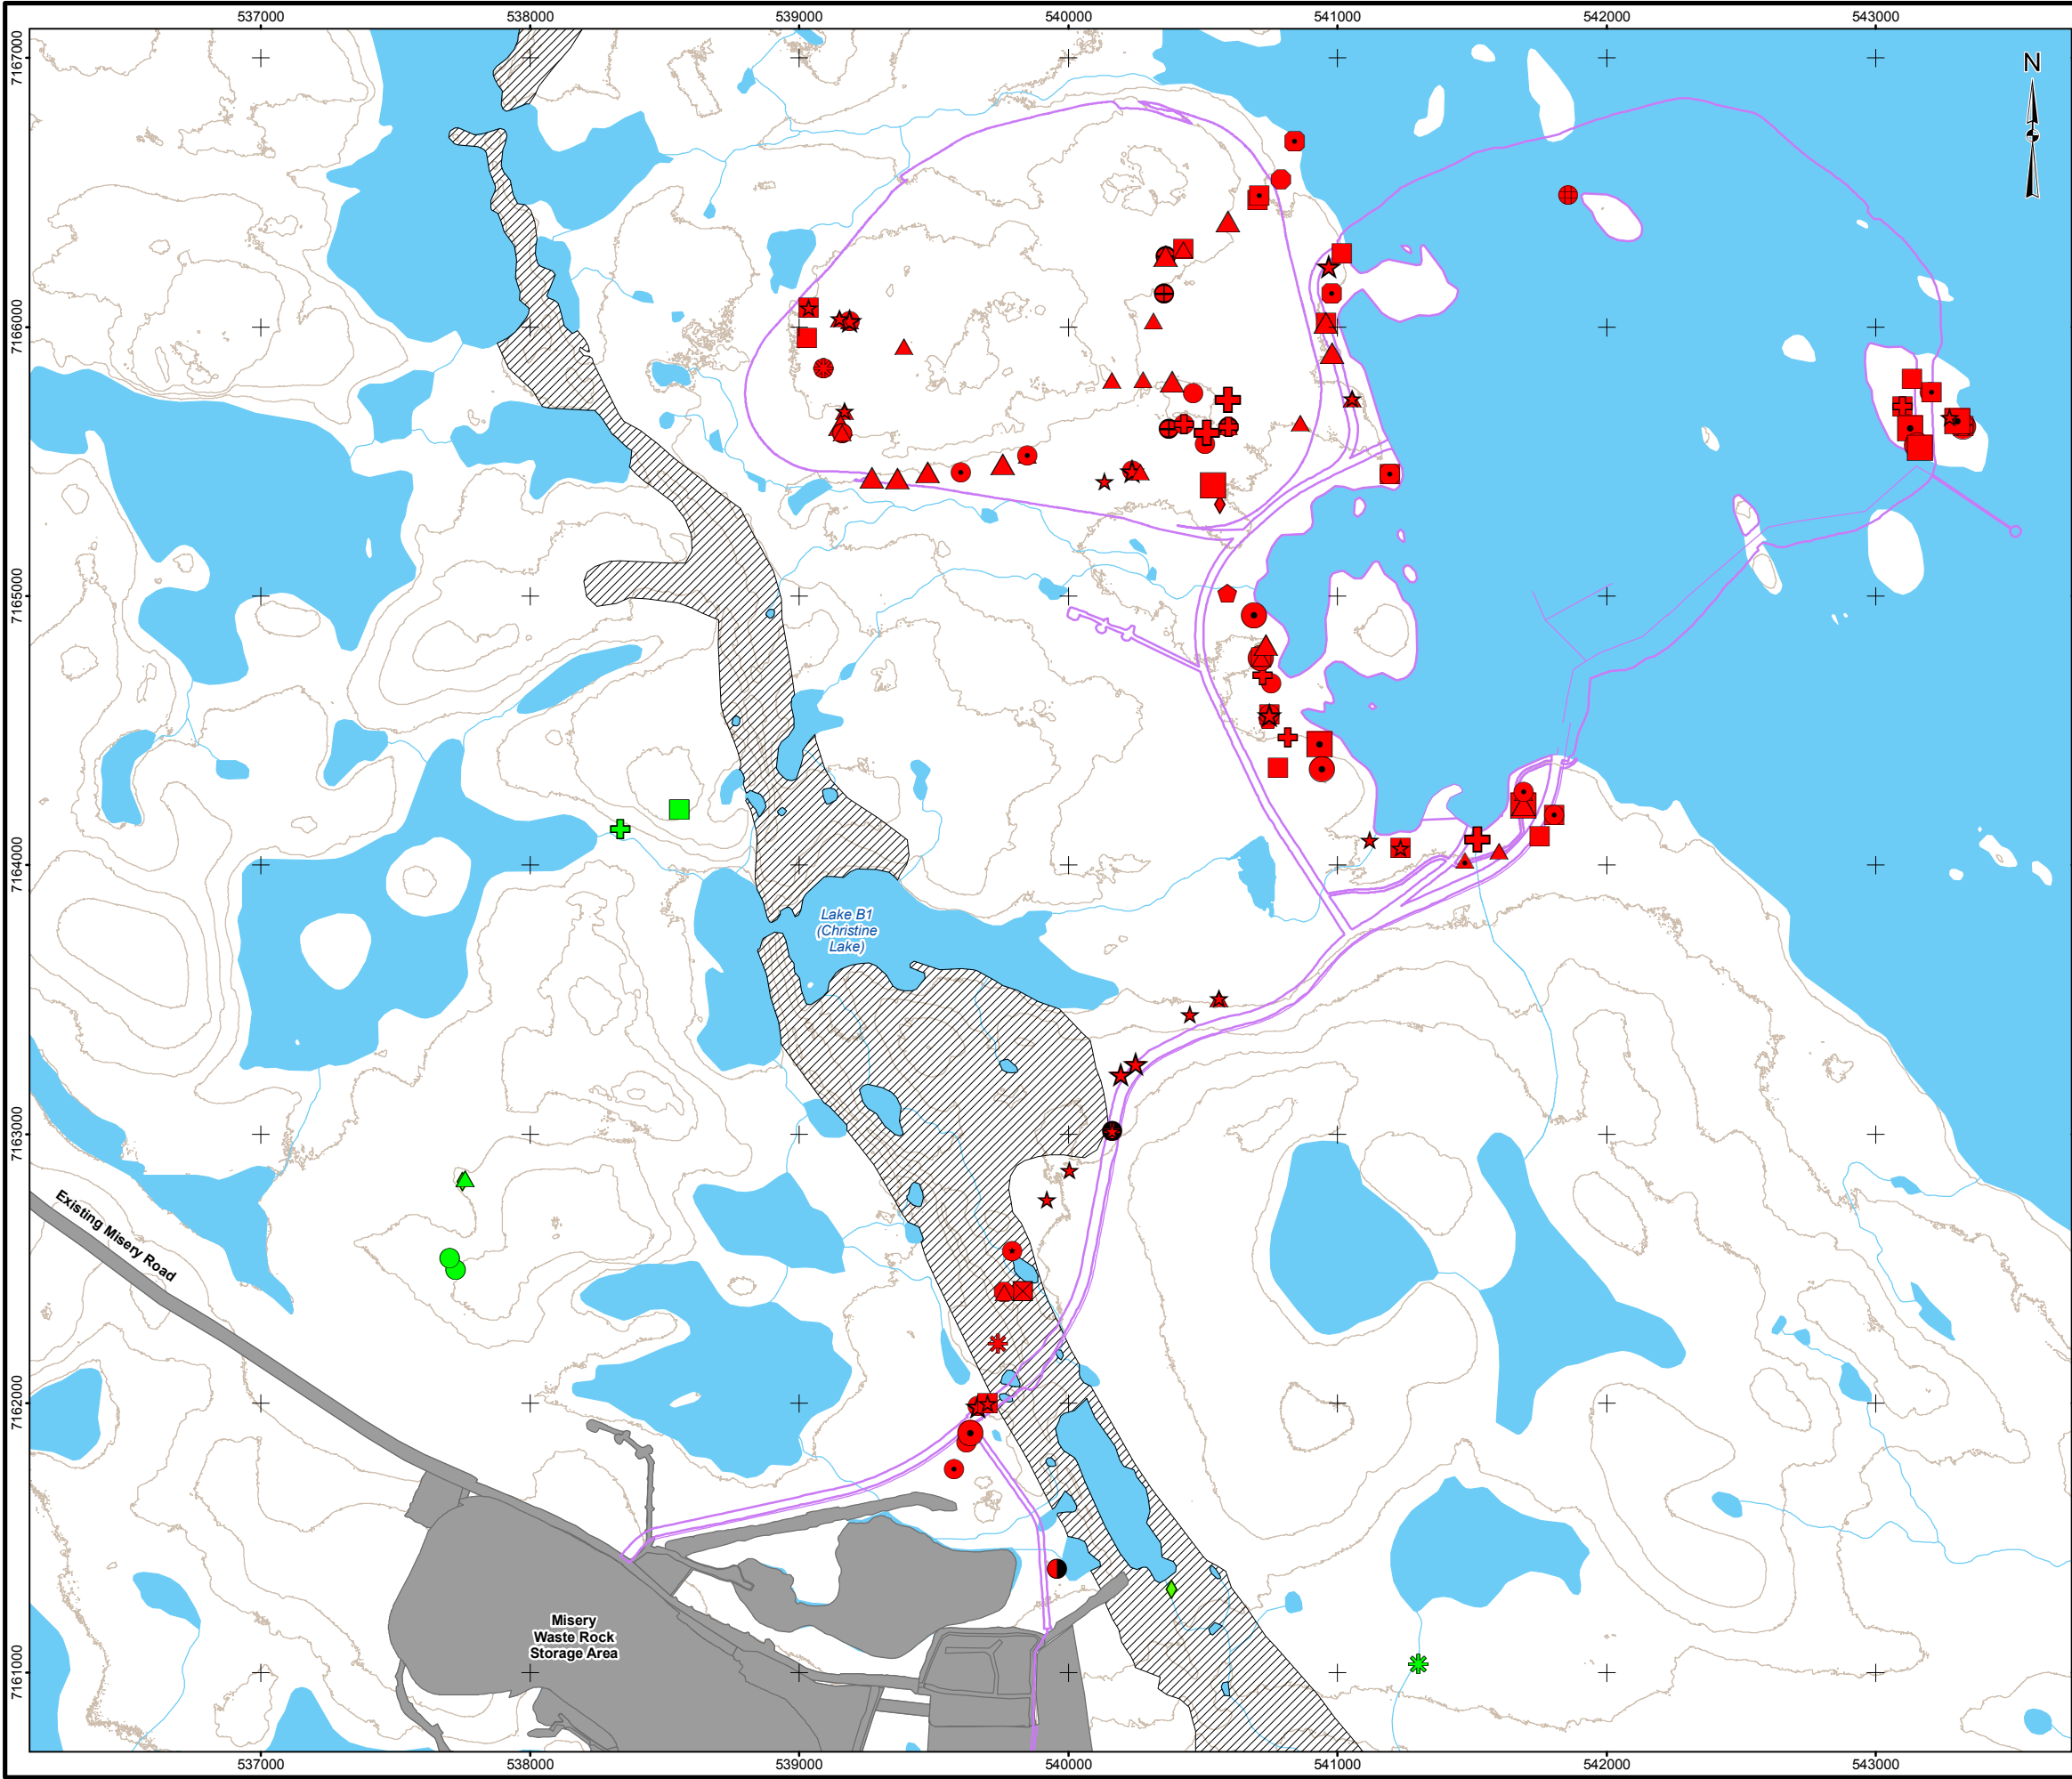 537000 538000 539000 540000 541000 542000 543000
7167000
N
7166000
7165000
7164000
Lake B1
(Christine
Lake)
7163000
Existing Misery Road
7162000
Misery
Waste Rock
Storage Area
7161000
537000 538000 539000 540000 541000 542000 543000